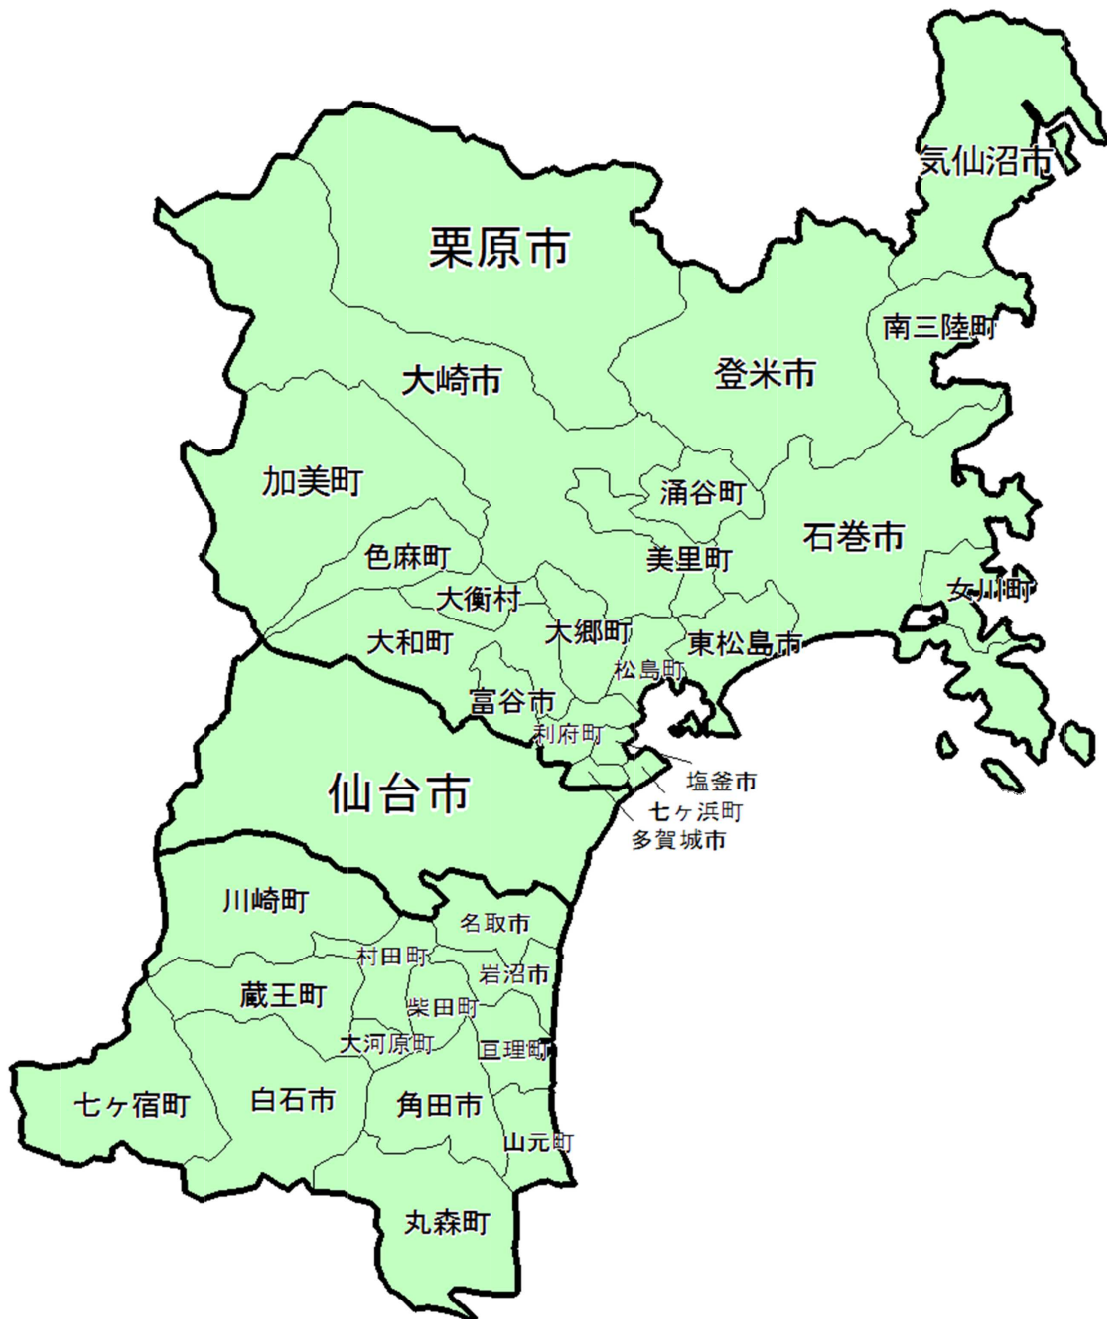 気仙沼市
栗原市
南三陸町
登米市
大崎市
加美町
涌谷町
石巻市
色麻町
美里町
女川町
大衡村
大郷町
大和町
東松島市
松島町
富谷市
利府町
塩釜市
仙台市
七ヶ浜町
多賀城市
川崎町
名取市
村田町
岩沼市
蔵王町
柴田町
大河原町
亘理町
七ヶ宿町
白石市
角田市
山元町
丸森町